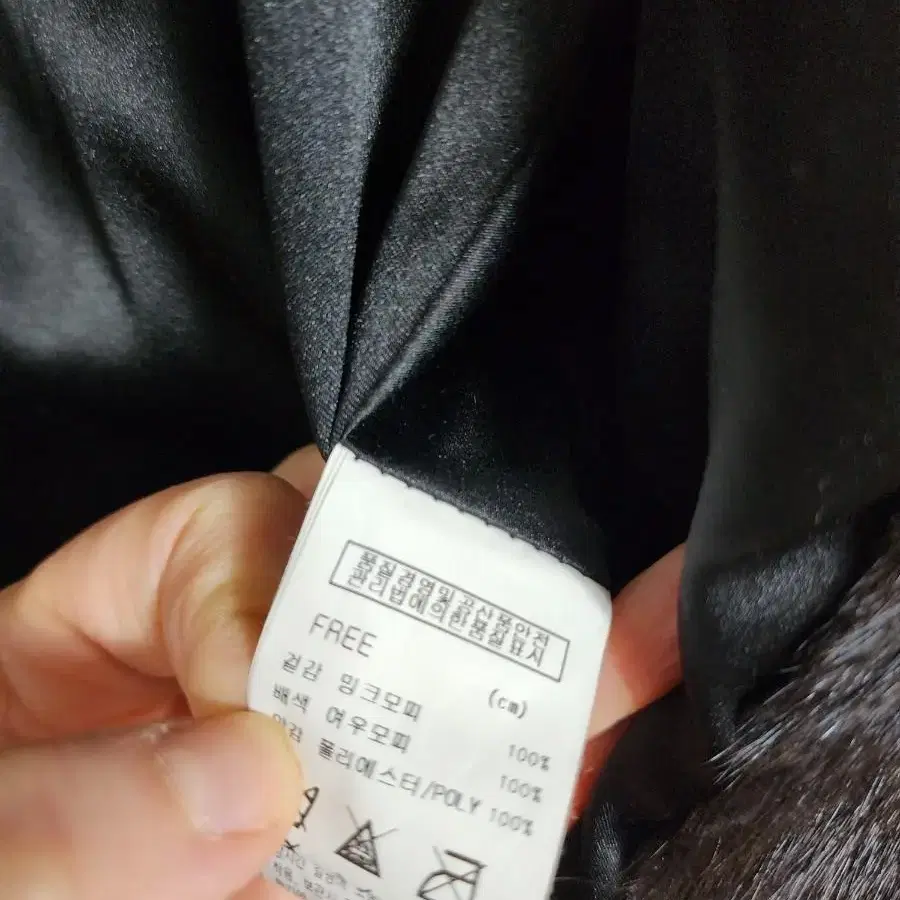 품질경영및공산품안전
관리법에의한품질표시
FREE
(cm)
겉감 밍크모피 100%
배색 여우모피 100%
안감 폴리에스터/POLY 100%